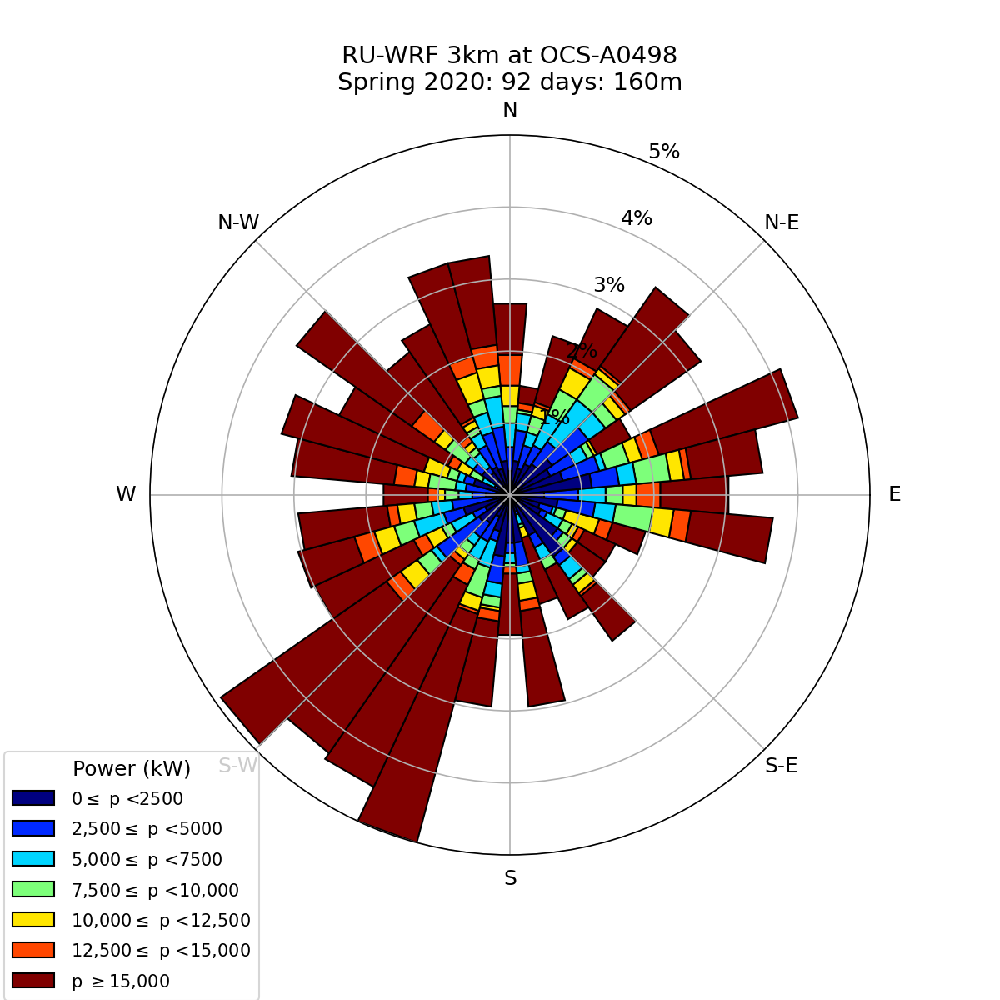 RU-WRF 3km at OCS-A0498
Spring 2020: 92 days: 160m
N
5%
N-W
4%
N-E
3%
2%
1%
W
E
S-W
S-E
S
Power (kW)
0≤ p <2500
2,500≤ p <5000
5,000≤ p <7500
7,500≤ p <10,000
10,000≤ p <12,500
12,500≤ p <15,000
p ≥15,000